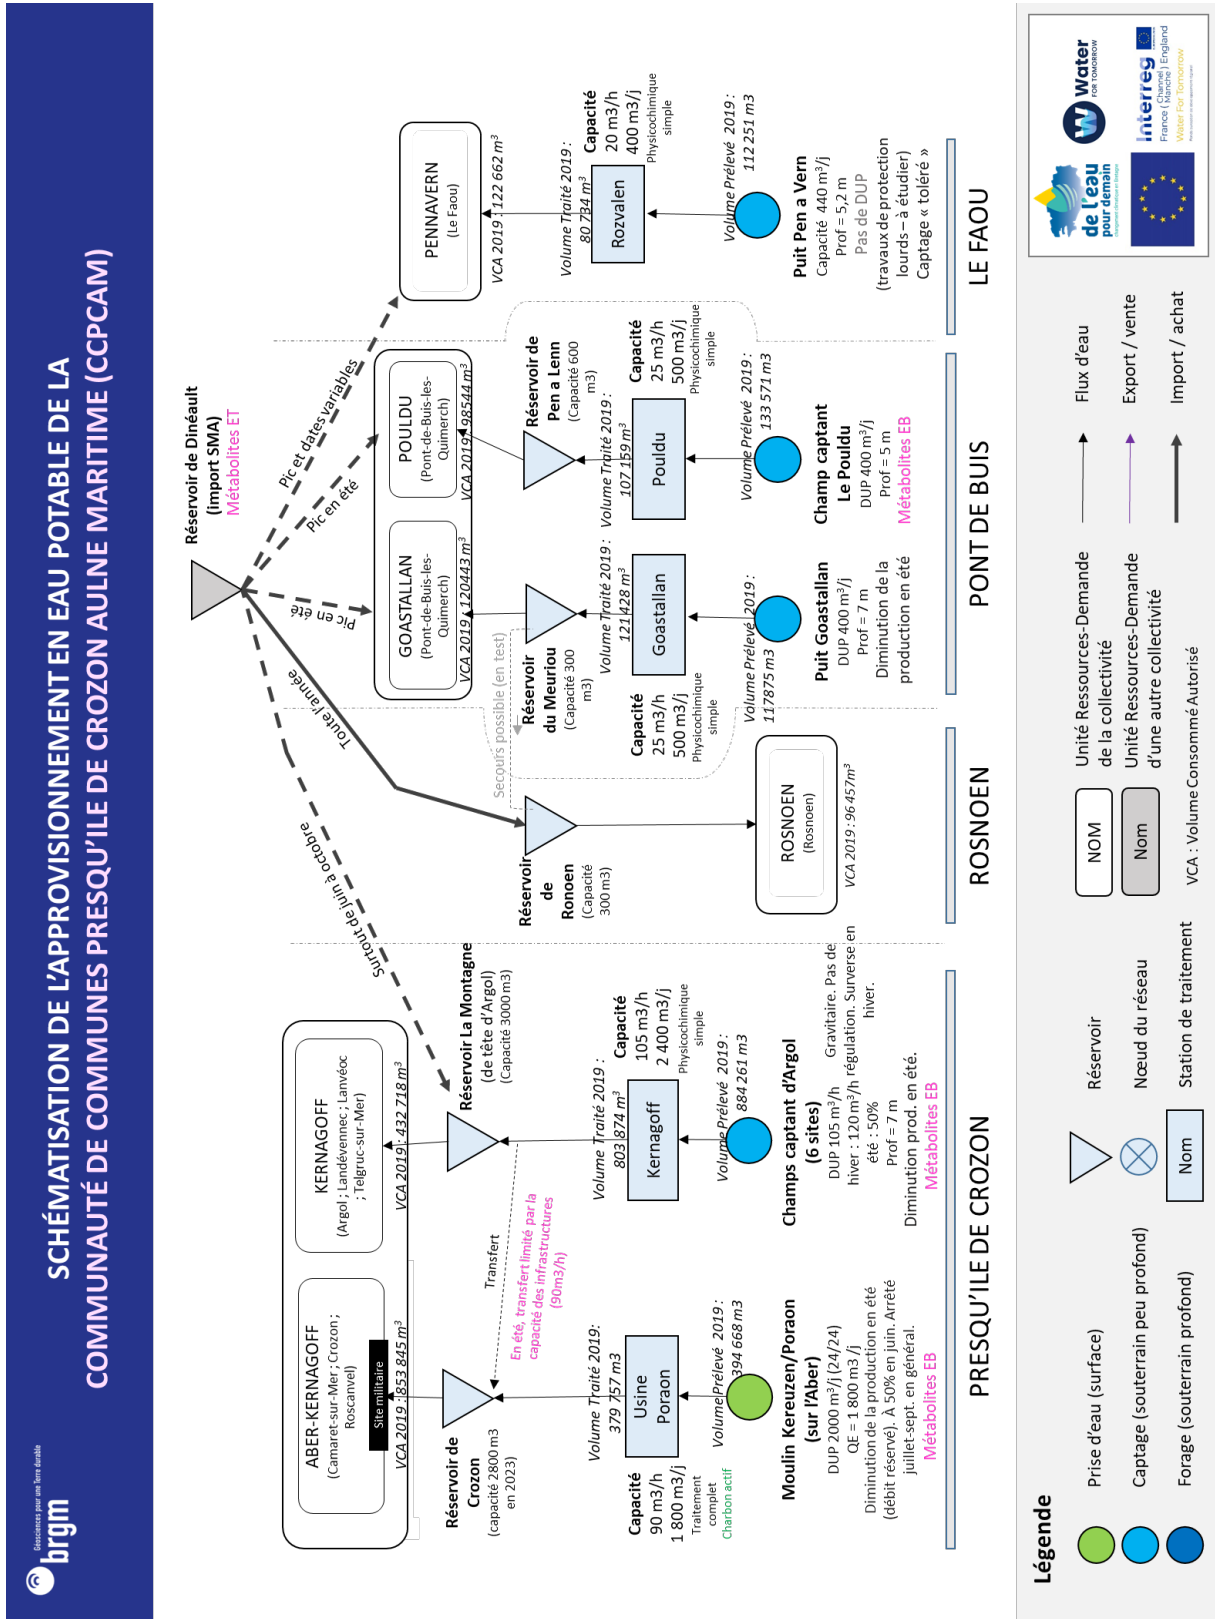 SCHÉMATISATION DE L'APPROVISIONNEMENT EN EAU POTABLE DE LA
COMMUNAUTÉ DE COMMUNES PRESQU'ILE DE CROZON AULNE MARITIME (CCPCAM)
Géosciences pour une Terre durable
brgm
Réservoir de Dinéault
(import SMA)
Métabolites ET
Surtout de juin à octobre
Toute l'année
Pic en été
Pic en été
Pic et dates variables
ABER-KERNAGOFF
(Camaret-sur-Mer ; Crozon ;
Roscanvel)
Site militaire
VCA 2019 : 853 845 m³
KERNAGOFF
(Argol ; Landévennec ; Lanvéoc
; Telgruc-sur-Mer)
VCA 2019 : 432 718 m³
Réservoir de
Crozon
(capacité 2800 m3
en 2023)
Transfert
En été, transfert limité par la
capacité des infrastructures
(90m3/h)
Réservoir La Montagne
(de tête d'Argol)
(Capacité 3000 m3)
Volume Traité 2019:
379 757 m3
Usine
Poraon
Capacité
90 m3/h
1 800 m3/j
Traitement
complet
Charbon actif
Volume Prélevé 2019 :
394 668 m3
Moulin Kereuzen/Poraon
(sur l'Aber)
DUP 2000 m³/j (24/24)
QE = 1 800 m3 /j
Diminution de la production en été
(débit réservé). À 50% en juin. Arrêté
juillet-sept. en général.
Métabolites EB
Volume Traité 2019 :
803 874 m³
Kernagoff
Capacité
105 m3/h
2 400 m3/j
Physicochimique
simple
Volume Prélevé 2019 :
884 261 m3
Champs captant d'Argol
(6 sites)
DUP 105 m³/h
hiver : 120 m³/h
été : 50%
Prof = 7 m
Gravitaire. Pas de
régulation. Surverse en
hiver.
Diminution prod. en été.
Métabolites EB
PRESQU'ILE DE CROZON
Secours possible (en test)
Réservoir
de
Ronoen
(Capacité
300 m3)
ROSNOEN
(Rosnoen)
VCA 2019 : 96 457m³
ROSNOEN
GOASTALLAN
(Pont-de-Buis-les-
Quimerch)
VCA 2019 : 120443 m³
POULDU
(Pont-de-Buis-les-
Quimerch)
VCA 2019 : 98544 m³
Réservoir
du Meuriou
(Capacité 300
m3)
Réservoir de
Pen a Lenn
(Capacité 600
m3)
Volume Traité 2019 :
121428 m³
Goastallan
Capacité
25 m3/h
500 m3/j
Physicochimique
simple
Volume Prélevé 2019 :
117875 m3
Puit Goastallan
DUP 400 m³/j
Prof = 7 m
Diminution de la
production en été
Volume Traité 2019 :
107 159 m³
Pouldu
Capacité
25 m3/h
500 m3/j
Physicochimique
simple
Volume Prélevé 2019 :
133 571 m3
Champ captant
Le Pouldu
DUP 400 m³/j
Prof = 5 m
Métabolites EB
PONT DE BUIS
PENNAVERN
(Le Faou)
VCA 2019 : 122 662 m³
Volume Traité 2019 :
80 734 m³
Rozvalen
Capacité
20 m3/h
400 m3/j
Physicochimique
simple
Volume Prélevé 2019 :
112 251 m3
Puit Pen a Vern
Capacité 440 m³/j
Prof = 5,2 m
Pas de DUP
(travaux de protection
lourds – à étudier)
Captage « toléré »
LE FAOU
Légende
Prise d'eau (surface)
Captage (souterrain peu profond)
Forage (souterrain profond)
Réservoir
Nœud du réseau
Nom
Station de traitement
NOM
Unité Ressources-Demande
de la collectivité
Nom
Unité Ressources-Demande
d'une autre collectivité
VCA : Volume Consommé Autorisé
Flux d'eau
Export / vente
Import / achat
de l'eau
pour demain
Water
FOR TOMORROW
Interreg
France ( Channel Manche ) England
Water For Tomorrow